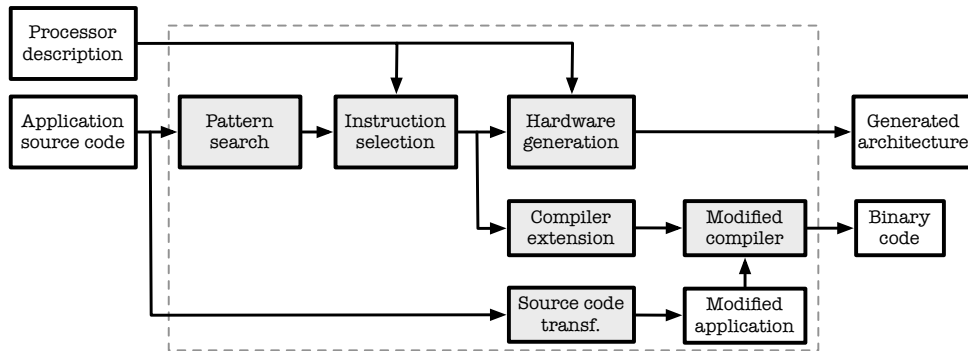 Processor
description
Application
source code
Pattern
search
Instruction
selection
Hardware
generation
Generated
architecture
Compiler
extension
Modified
compiler
Binary
code
Source code
transf.
Modified
application